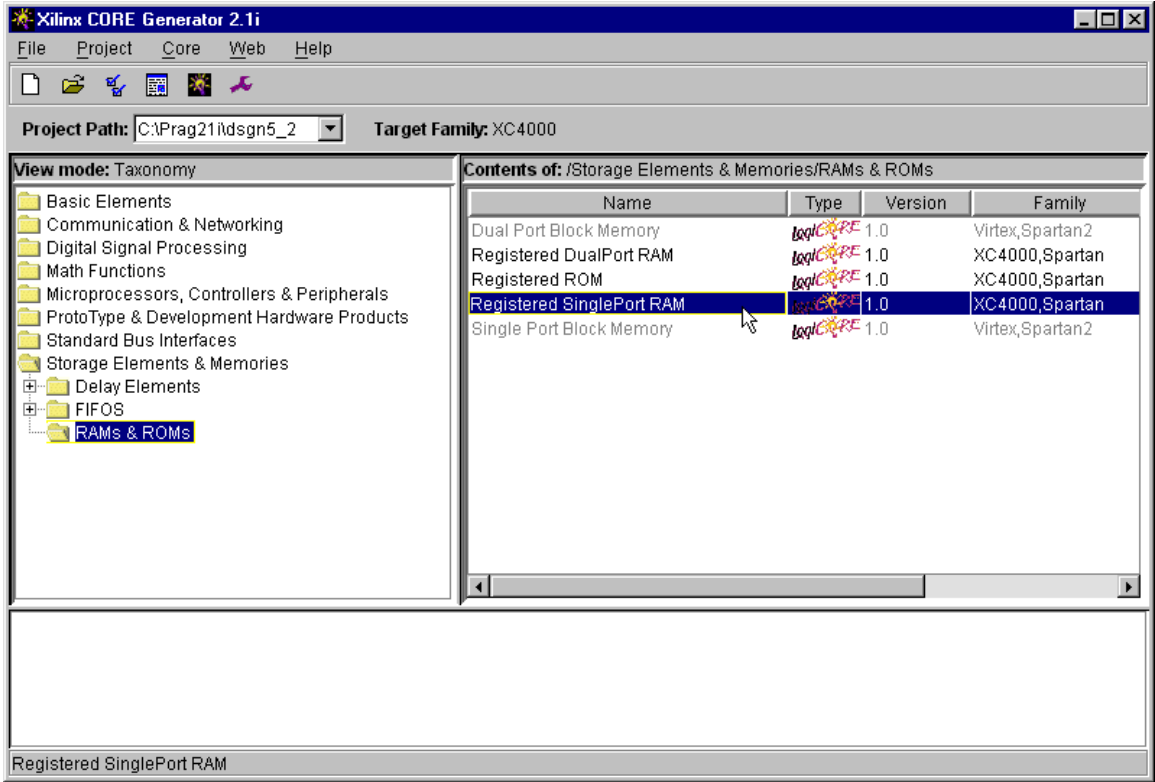 Xilinx CORE Generator 2.1i
File Project Core Web Help
Project Path: C:\Prag21i\dsgn5_2 Target Family: XC4000
View mode: Taxonomy
Basic Elements
Communication & Networking
Digital Signal Processing
Math Functions
Microprocessors, Controllers & Peripherals
ProtoType & Development Hardware Products
Standard Bus Interfaces
Storage Elements & Memories
Delay Elements
FIFOS
RAMs & ROMs
Contents of: /Storage Elements & Memories/RAMs & ROMs
Name Type Version Family
Dual Port Block Memory logiCORE 1.0 Virtex,Spartan2
Registered DualPort RAM logiCORE 1.0 XC4000,Spartan
Registered ROM logiCORE 1.0 XC4000,Spartan
Registered SinglePort RAM logiCORE 1.0 XC4000,Spartan
Single Port Block Memory logiCORE 1.0 Virtex,Spartan2
Registered SinglePort RAM